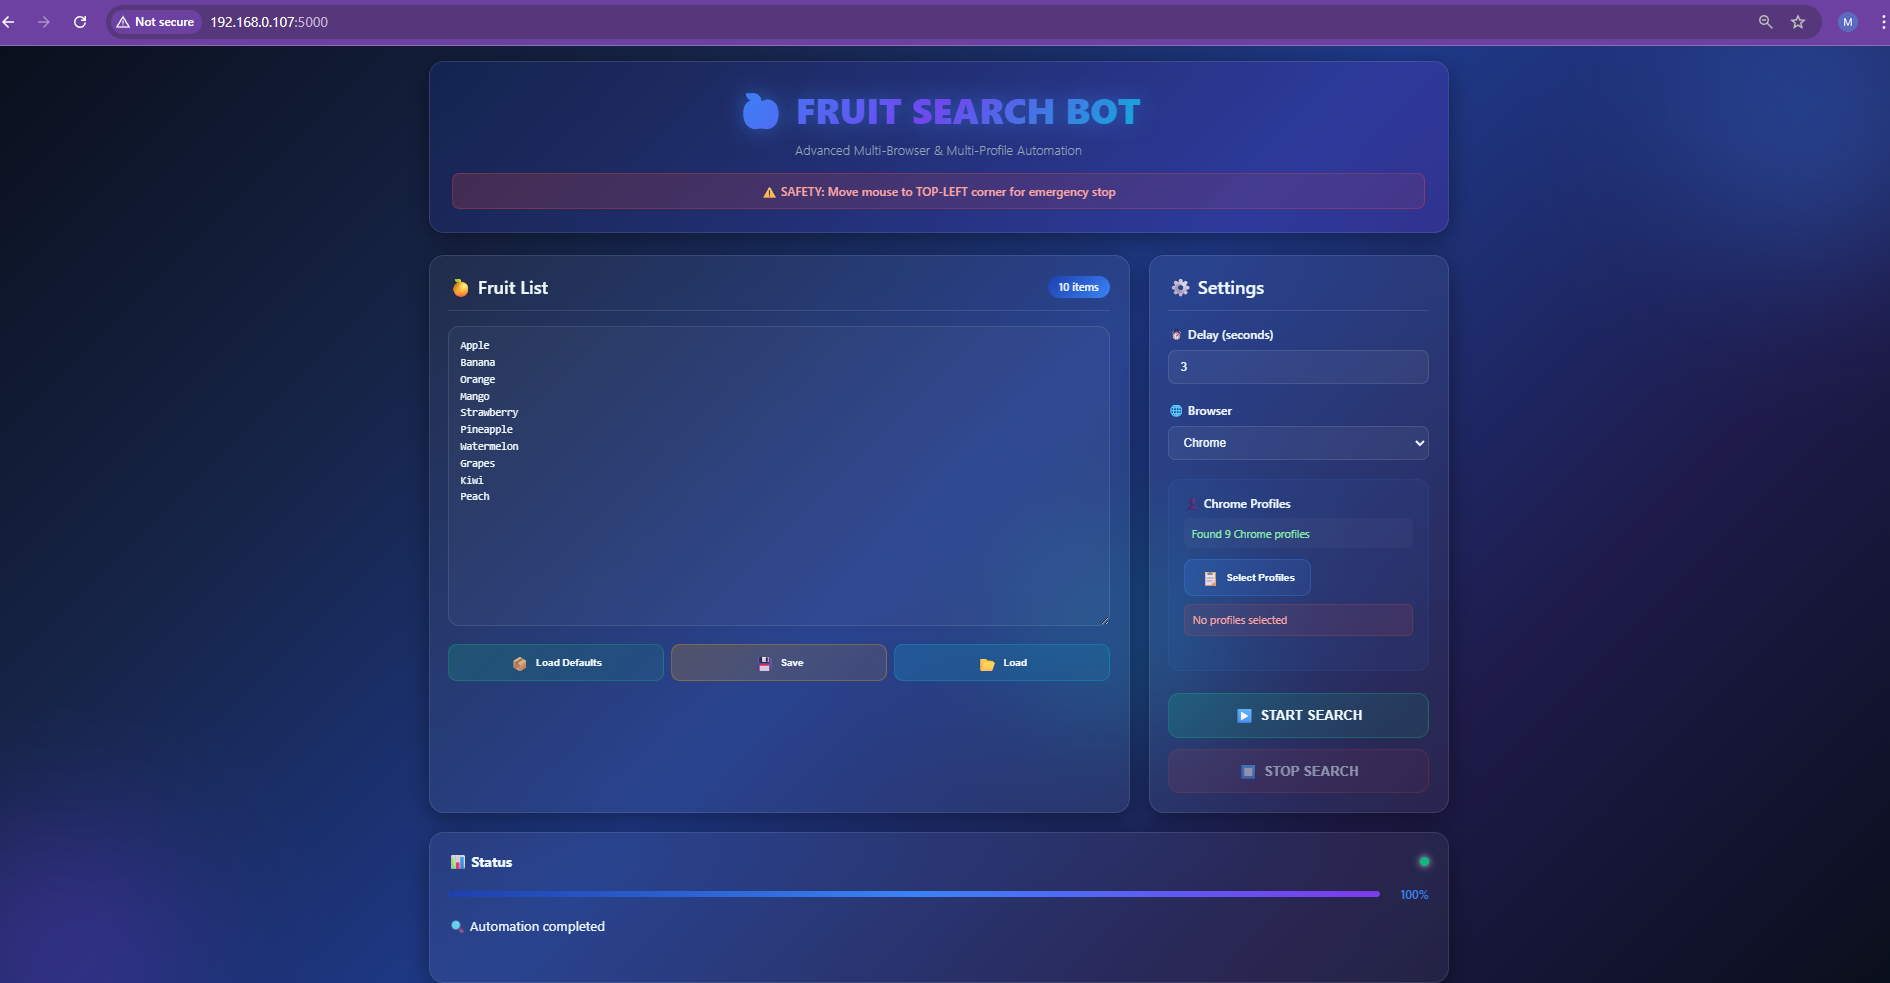 Not secure 192.168.0.107:5000
M
FRUIT SEARCH BOT
Advanced Multi-Browser & Multi-Profile Automation
SAFETY: Move mouse to TOP-LEFT corner for emergency stop
Fruit List
10 items
Apple
Banana
Orange
Mango
Strawberry
Pineapple
Watermelon
Grapes
Kiwi
Peach
Load Defaults
Save
Load
Settings
Delay (seconds)
3
Browser
Chrome
Chrome Profiles
Found 9 Chrome profiles
Select Profiles
No profiles selected
START SEARCH
STOP SEARCH
Status
100%
Automation completed